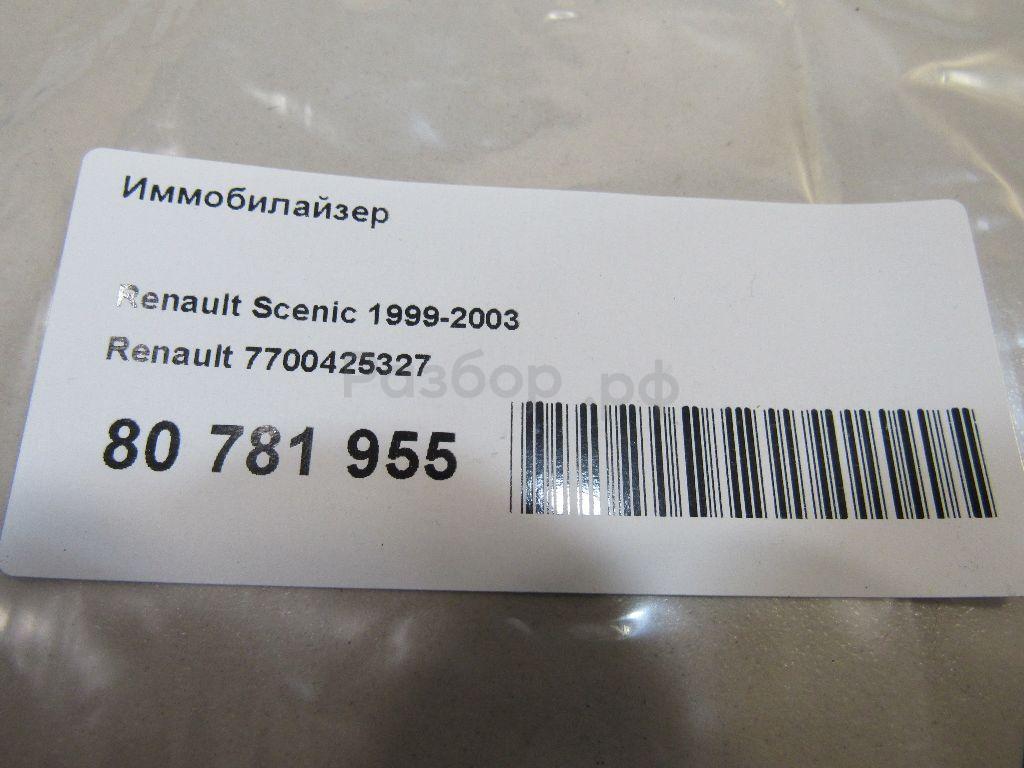 Иммобилайзер
Renault Scenic 1999-2003
Renault 7700425327
Разбор.рф
80 781 955